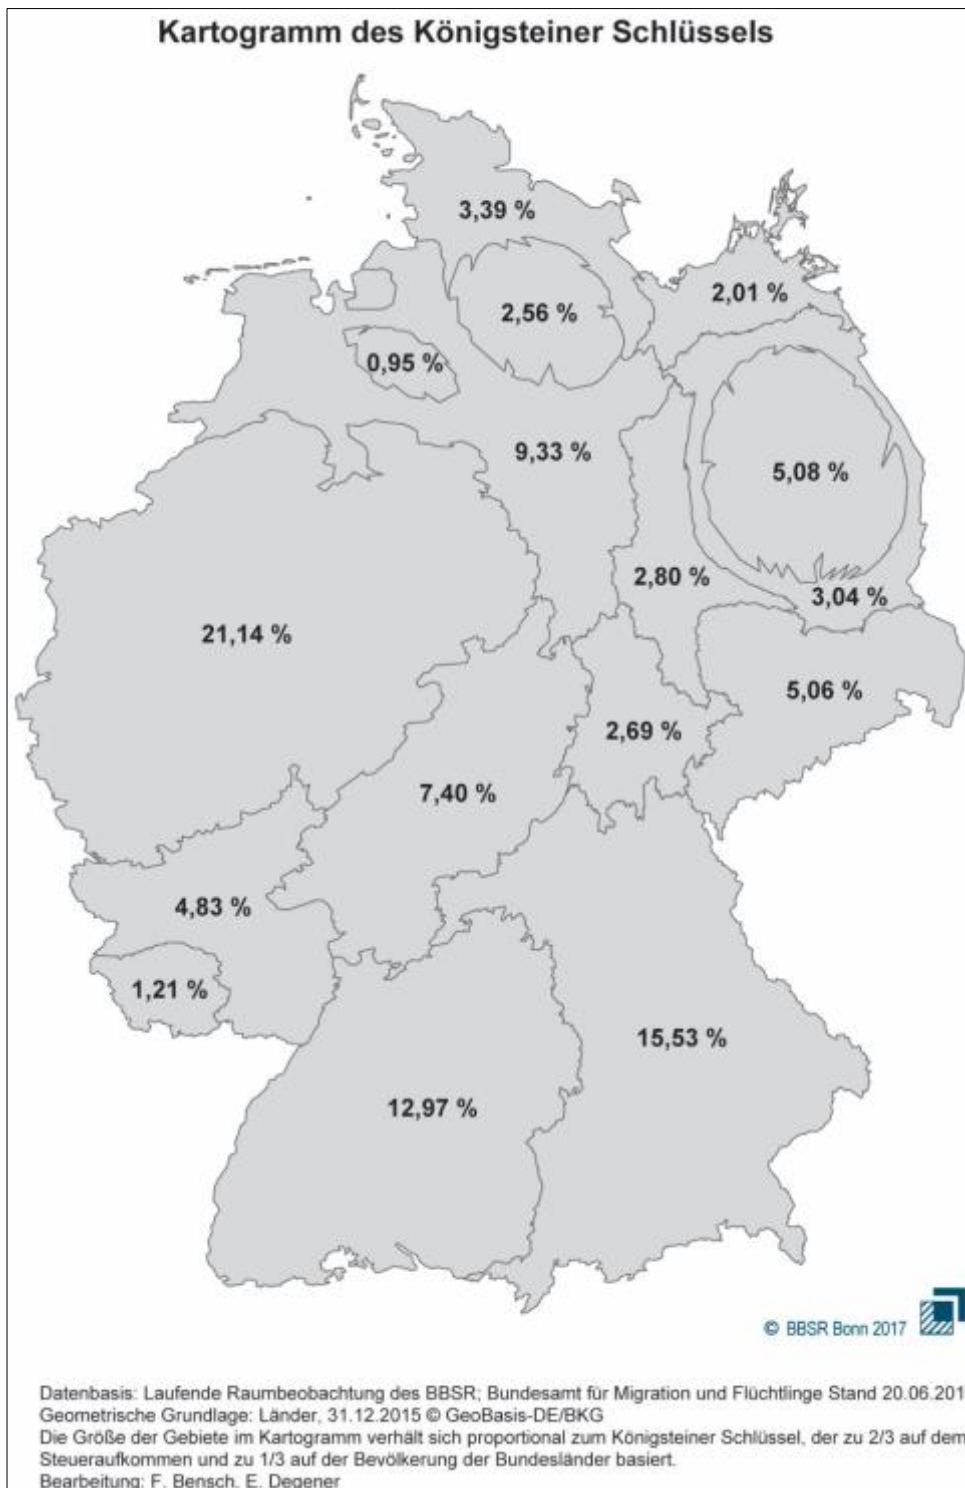 Kartogramm des Königsteiner Schlüssels
3,39 %
2,01 %
2,56 %
0,95 %
9,33 %
5,08 %
2,80 %
3,04 %
21,14 %
5,06 %
2,69 %
7,40 %
4,83 %
1,21 %
15,53 %
12,97 %
© BBSR Bonn 2017
Datenbasis: Laufende Raumbeobachtung des BBSR; Bundesamt für Migration und Flüchtlinge Stand 20.06.201
Geometrische Grundlage: Länder, 31.12.2015 © GeoBasis-DE/BKG
Die Größe der Gebiete im Kartogramm verhält sich proportional zum Königsteiner Schlüssel, der zu 2/3 auf dem
Steueraufkommen und zu 1/3 auf der Bevölkerung der Bundesländer basiert.
Bearbeitung: F. Bensch, E. Degener